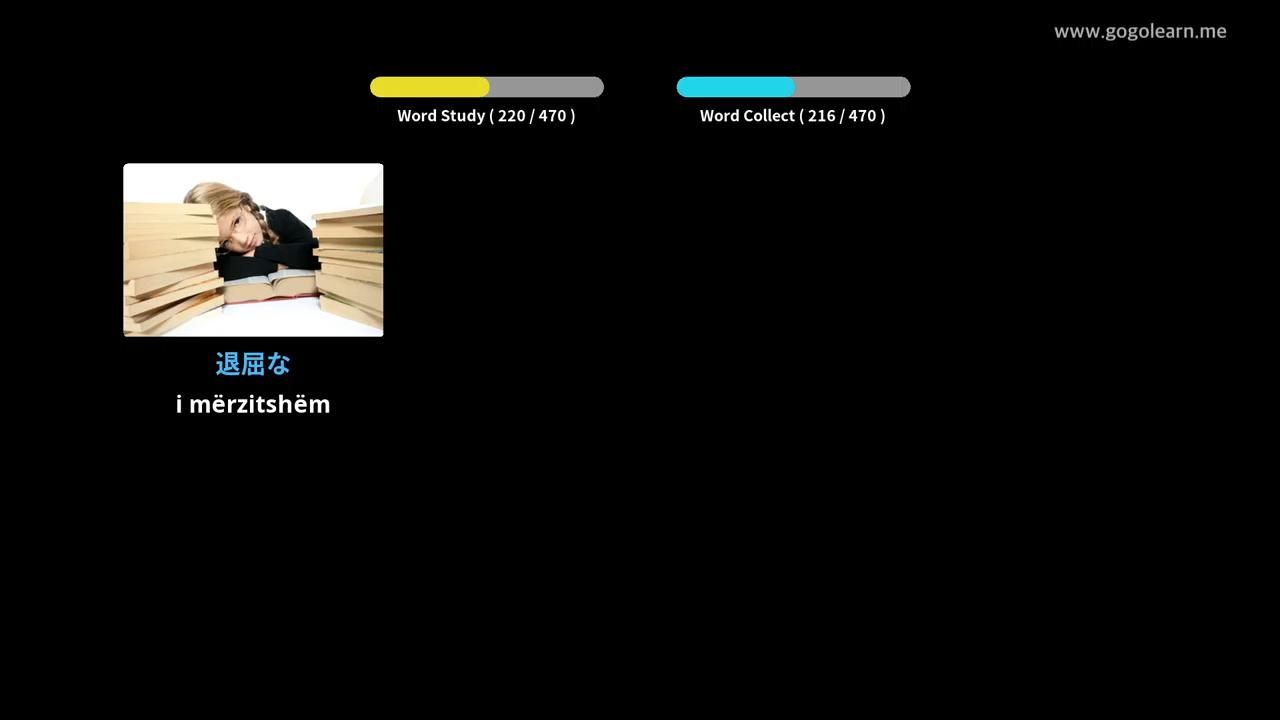 www.gogolearn.me
Word Study ( 220 / 470 )
Word Collect ( 216 / 470 )
退屈な
i mërzitshëm